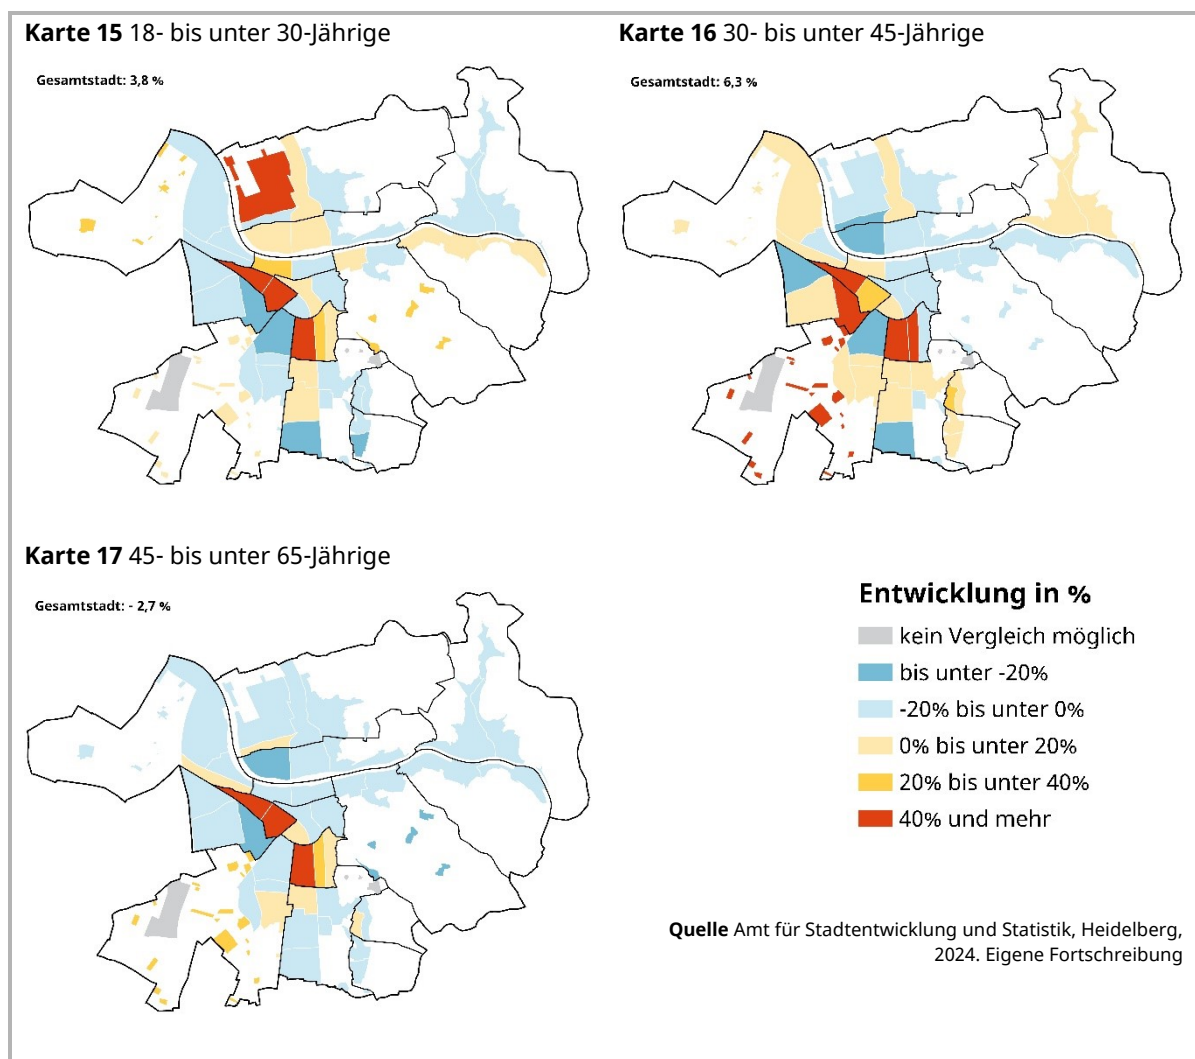 Karte 15 18- bis unter 30-Jährige
Gesamtstadt: 3,8 %
Karte 16 30- bis unter 45-Jährige
Gesamtstadt: 6,3 %
Karte 17 45- bis unter 65-Jährige
Gesamtstadt: - 2,7 %
Entwicklung in %
kein Vergleich möglich
bis unter -20%
-20% bis unter 0%
0% bis unter 20%
20% bis unter 40%
40% und mehr
Quelle Amt für Stadtentwicklung und Statistik, Heidelberg,
2024. Eigene Fortschreibung